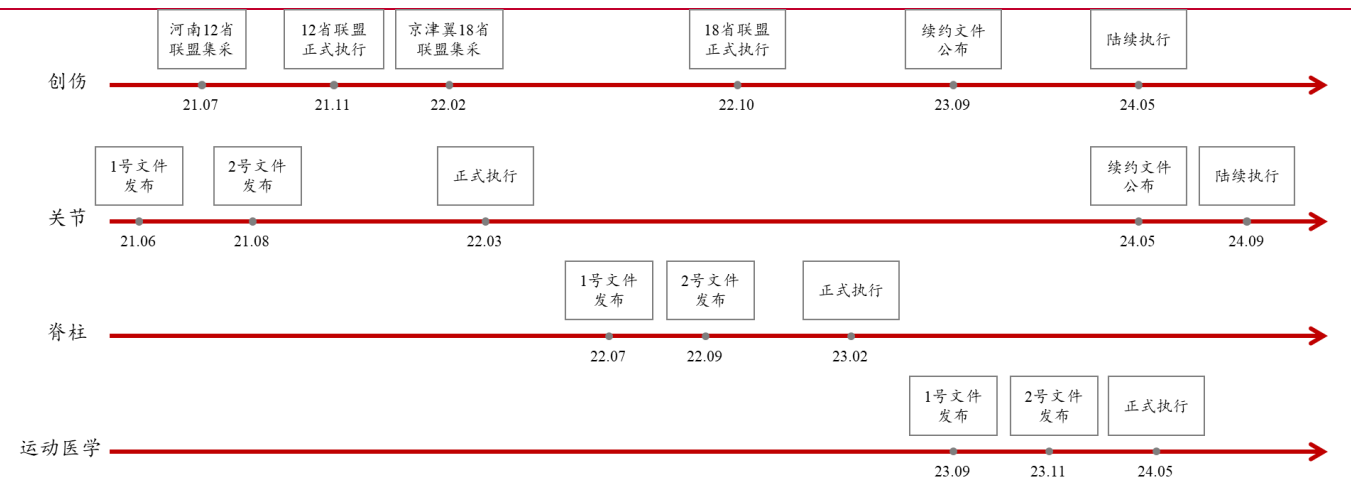 河南12省
联盟集采
12省联盟
正式执行
京津翼18省
联盟集采
18省联盟
正式执行
续约文件
公布
陆续执行
创伤
21.07
21.11
22.02
22.10
23.09
24.05
1号文件
发布
2号文件
发布
正式执行
续约文件
公布
陆续执行
关节
21.06
21.08
22.03
24.05
24.09
1号文件
发布
2号文件
发布
正式执行
脊柱
22.07
22.09
23.02
1号文件
发布
2号文件
发布
正式执行
运动医学
23.09
23.11
24.05